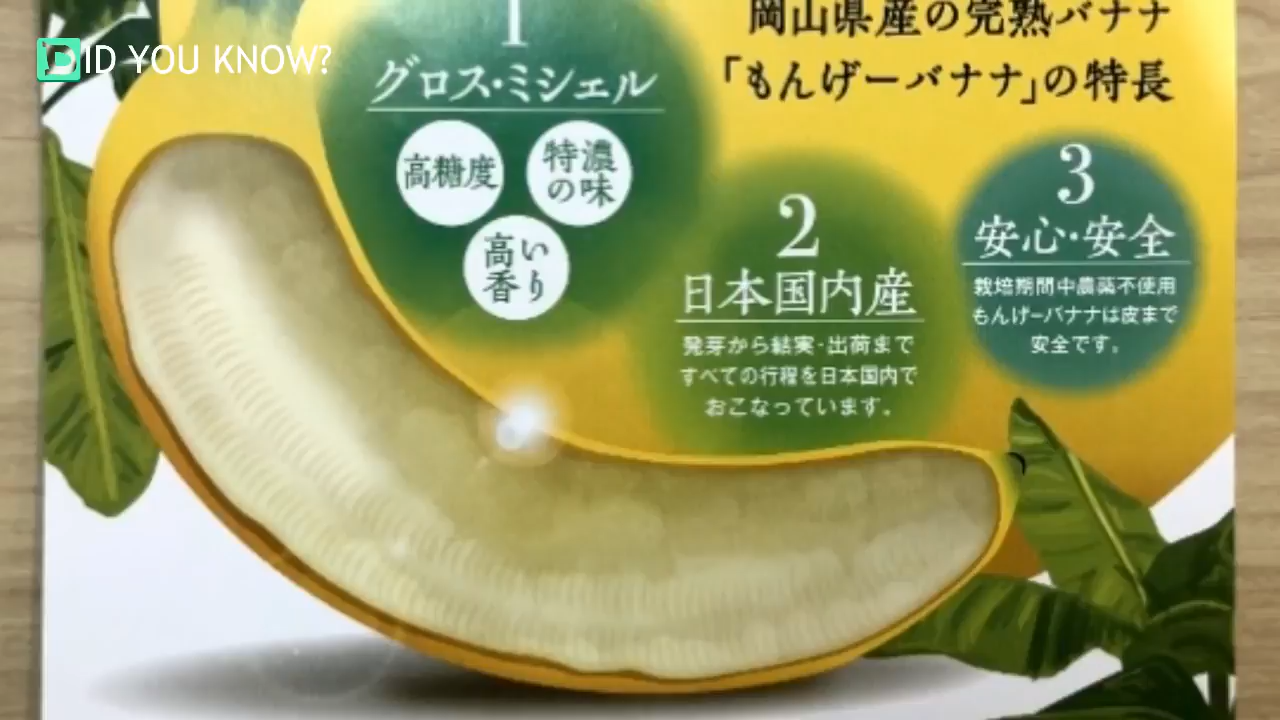 DID YOU KNOW?
岡山県産の完熟バナナ
「もんげーバナナ」の特長
1
グロス・ミシェル
高糖度
特濃
の味
高い
香り
2
日本国内産
発芽から結実・出荷まで
すべての行程を日本国内で
おこなっています。
3
安心・安全
栽培期間中農薬不使用
もんげーバナナは皮まで
安全です。